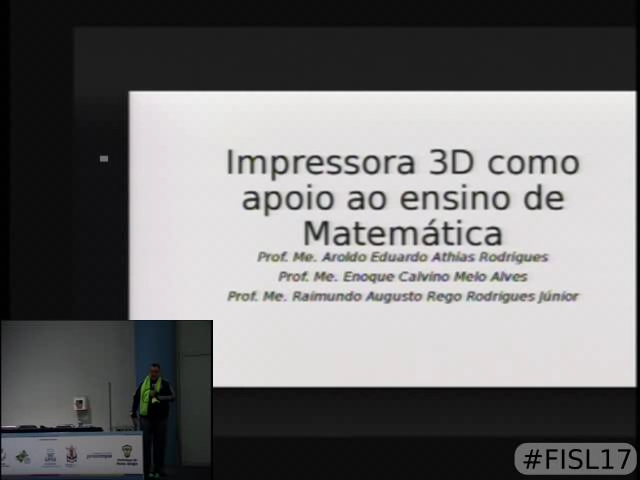 Impressora 3D como
apoio ao ensino de
Matemática
Prof. Me. Aroldo Eduardo Athias Rodrigues
Prof. Me. Enoque Calvino Melo Alves
Prof. Me. Raimundo Augusto Rego Rodrigues Júnior
#FISL17